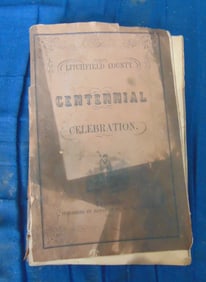 LITCHFIELD COUNTY
CENTENNIAL
CELEBRATION.